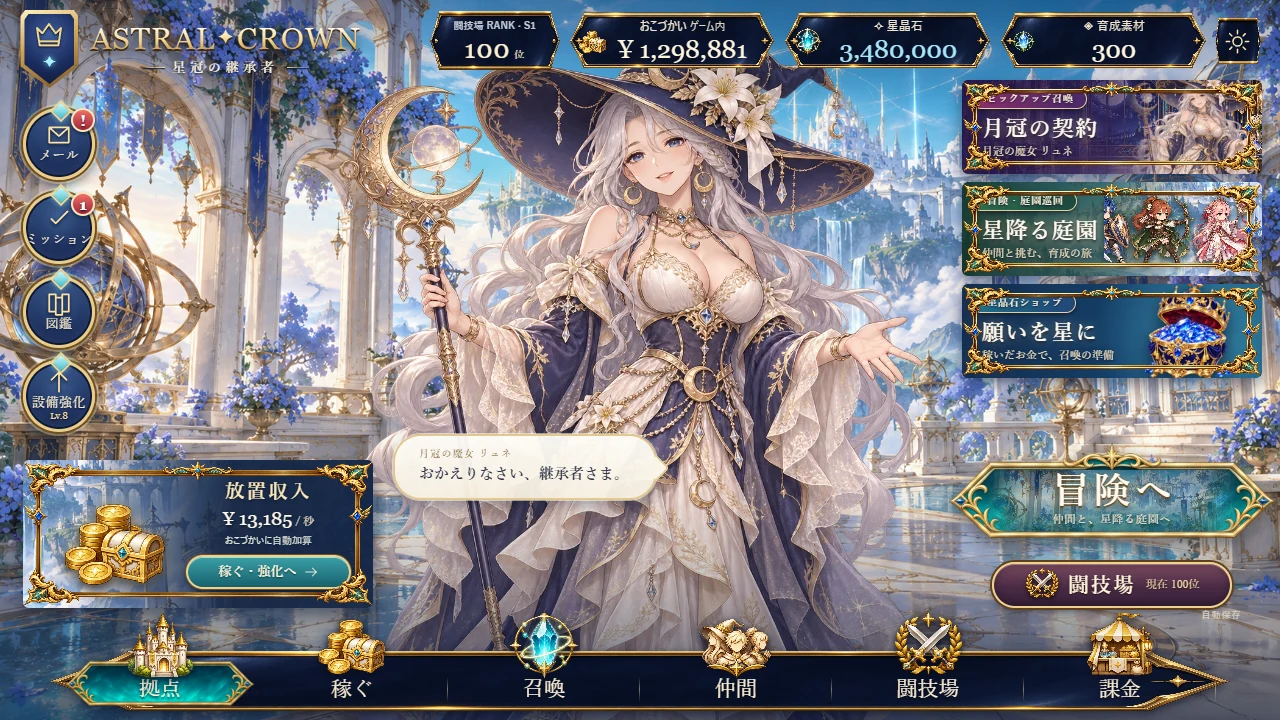 ASTRAL✦CROWN
星冠の継承者
闘技場 RANK · S1
100 位
おこづかい ゲーム内
¥1,298,881
✧ 星晶石
3,480,000
◈ 育成素材
300
!
メール
1
ミッション
図鑑
設備強化
Lv.8
ピックアップ召喚
月冠の契約
月冠の魔女 リュネ
冒険・庭園巡回
星降る庭園
仲間と挑む、育成の旅
星晶石ショップ
願いを星に
稼いだお金で、召喚の準備
月冠の魔女 リュネ
おかえりなさい、継承者さま。
放置収入
¥13,185 / 秒
おこづかいに自動加算
稼ぐ・強化へ →
冒険へ
仲間と、星降る庭園へ
闘技場 現在 100位
自動保存
拠点
稼ぐ
召喚
仲間
闘技場
課金